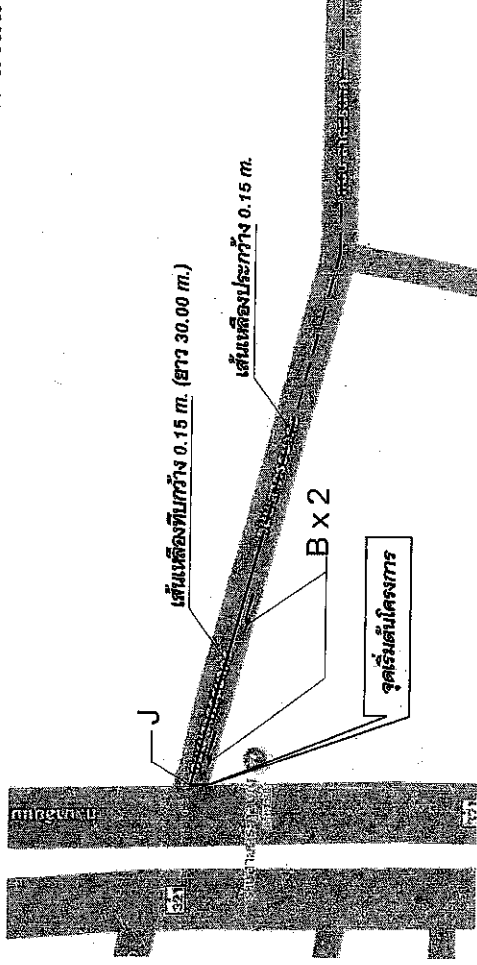 เส้นเหลืองทึบกว้าง 0.15 m. (ยาว 30.00 m.)
เส้นเหลืองประกว้าง 0.15 m.
J
B x 2
จุดเริ่มต้นโครงการ
321
321